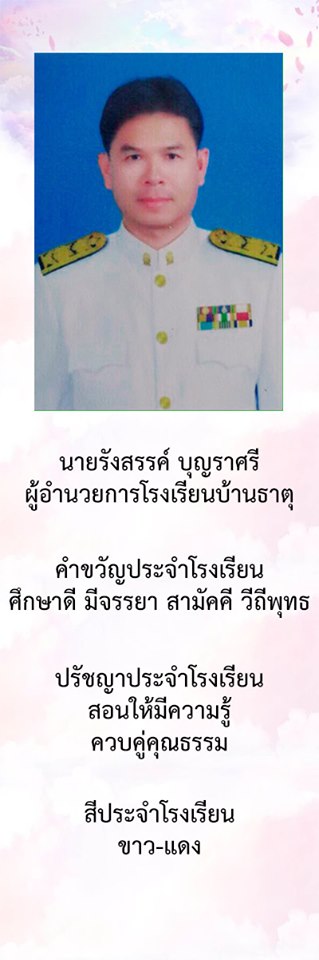 นายรังสรรค์ บุญราศรี
ผู้อำนวยการโรงเรียนบ้านธาตุ
คำขวัญประจำโรงเรียน
ศึกษาดี มีจรรยา สามัคคี วีถีพุทธ
ปรัชญาประจำโรงเรียน
สอนให้มีความรู้
ควบคู่คุณธรรม
สีประจำโรงเรียน
ขาว-แดง